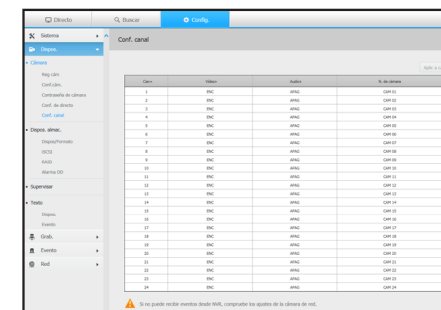 Directo
Buscar
Config.
Sistema
Dispos.
Cámara
Reg cám
Conf.cám.
Contraseña de cámara
Conf. de directo
Conf. canal
Dispos. almac.
Dispos/formato
iSCSI
RAID
Alarma DD
Supervisar
Texto
Dispos.
Evento
Grab.
Evento
Red
Conf. canal
Can↑ Vídeo Audio N. de cámara
1 ENC APAG CAM 01
2 ENC APAG CAM 02
3 ENC APAG CAM 03
4 ENC APAG CAM 04
5 ENC APAG CAM 05
6 ENC APAG CAM 06
7 ENC APAG CAM 07
8 ENC APAG CAM 08
9 ENC APAG CAM 09
10 ENC APAG CAM 10
11 ENC APAG CAM 11
12 ENC APAG CAM 12
13 ENC APAG CAM 13
14 ENC APAG CAM 14
15 ENC APAG CAM 15
16 ENC APAG CAM 16
17 ENC APAG CAM 17
18 ENC APAG CAM 18
19 ENC APAG CAM 19
20 ENC APAG CAM 20
21 ENC APAG CAM 21
22 ENC APAG CAM 22
23 ENC APAG CAM 23
24 ENC APAG CAM 24
Si no puede recibir eventos desde NVR, compruebe los ajustes de la cámara de red.